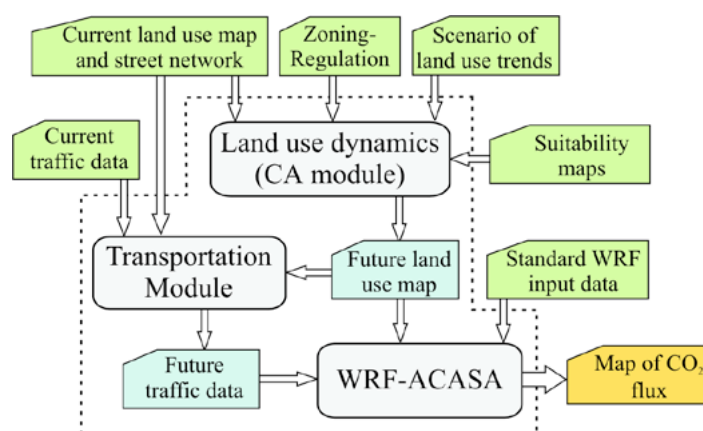 Current land use map
and street network
Zoning-
Regulation
Scenario of
land use trends
Current
traffic data
Land use dynamics
(CA module)
Suitability
maps
Transportation
Module
Future land
use map
Standard WRF
input data
Future
traffic data
WRF-ACASA
Map of CO₂
flux